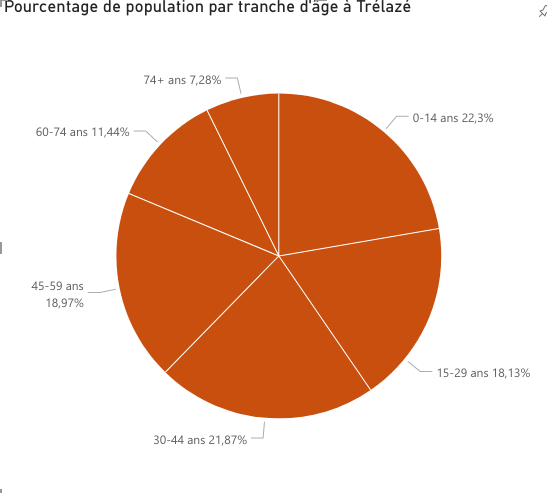 Pourcentage de population par tranche d'âge à Trélazé
74+ ans 7,28%
0-14 ans 22,3%
60-74 ans 11,44%
45-59 ans
18,97%
15-29 ans 18,13%
30-44 ans 21,87%